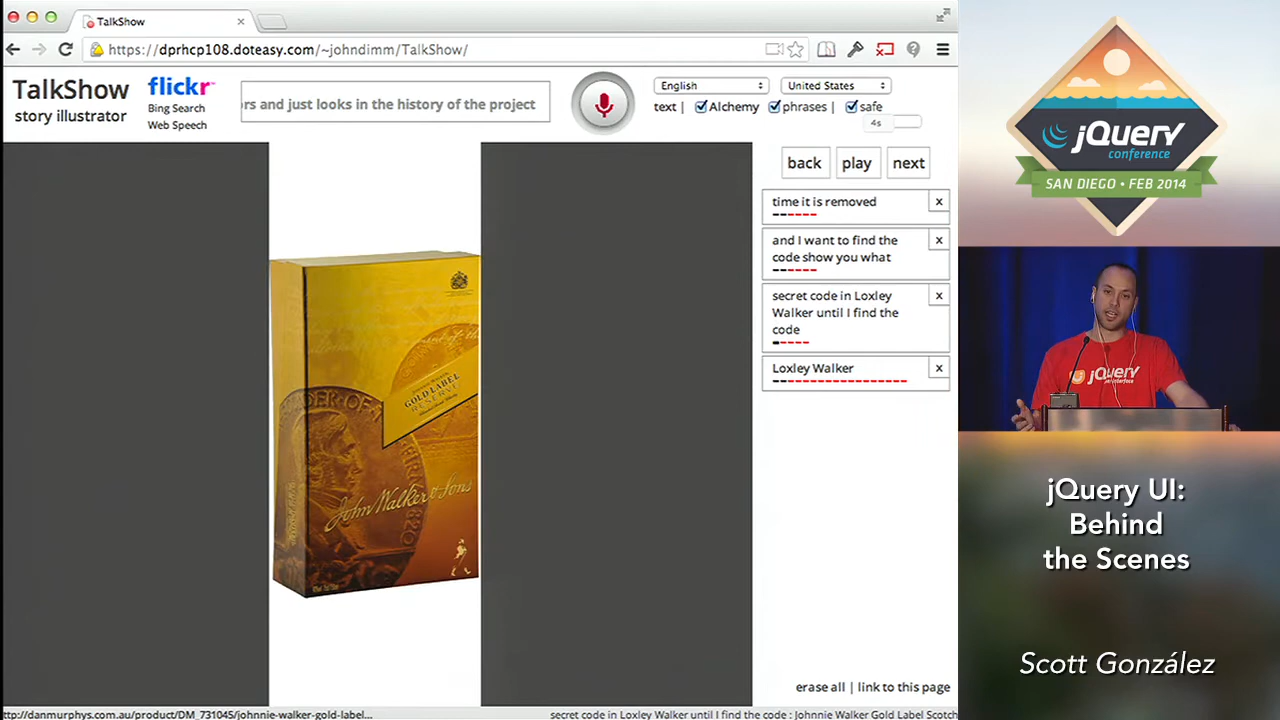 TalkShow
https://dprhcp108.doteasy.com/~johndimm/TalkShow/
TalkShow
story illustrator
flickr
Bing Search
Web Speech
rs and just looks in the history of the project
English
United States
text | Alchemy phrases | safe
4s
back play next
time it is removed x
and I want to find the x
code show you what
secret code in Loxley x
Walker until I find the
code
Loxley Walker x
GOLD LABEL
RESERVE
John Walker & Sons
1820
erase all | link to this page
ttp://danmurphys.com.au/product/DM_731045/johnnie-walker-gold-label...
secret code in Loxley Walker until I find the code : Johnnie Walker Gold Label Scotch
jQuery
conference
SAN DIEGO • FEB 2014
jQuery
jQuery UI:
Behind
the Scenes
Scott González